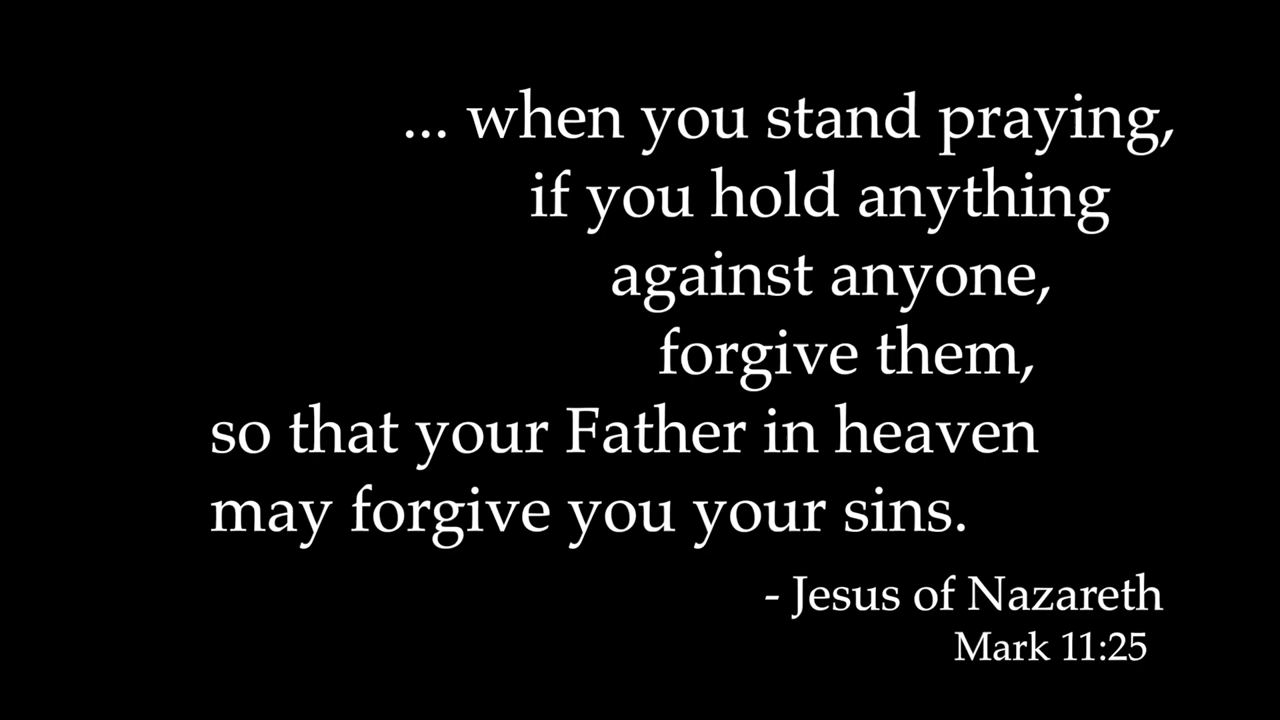 ... when you stand praying,
if you hold anything
against anyone,
forgive them,
so that your Father in heaven
may forgive you your sins.
- Jesus of Nazareth
Mark 11:25